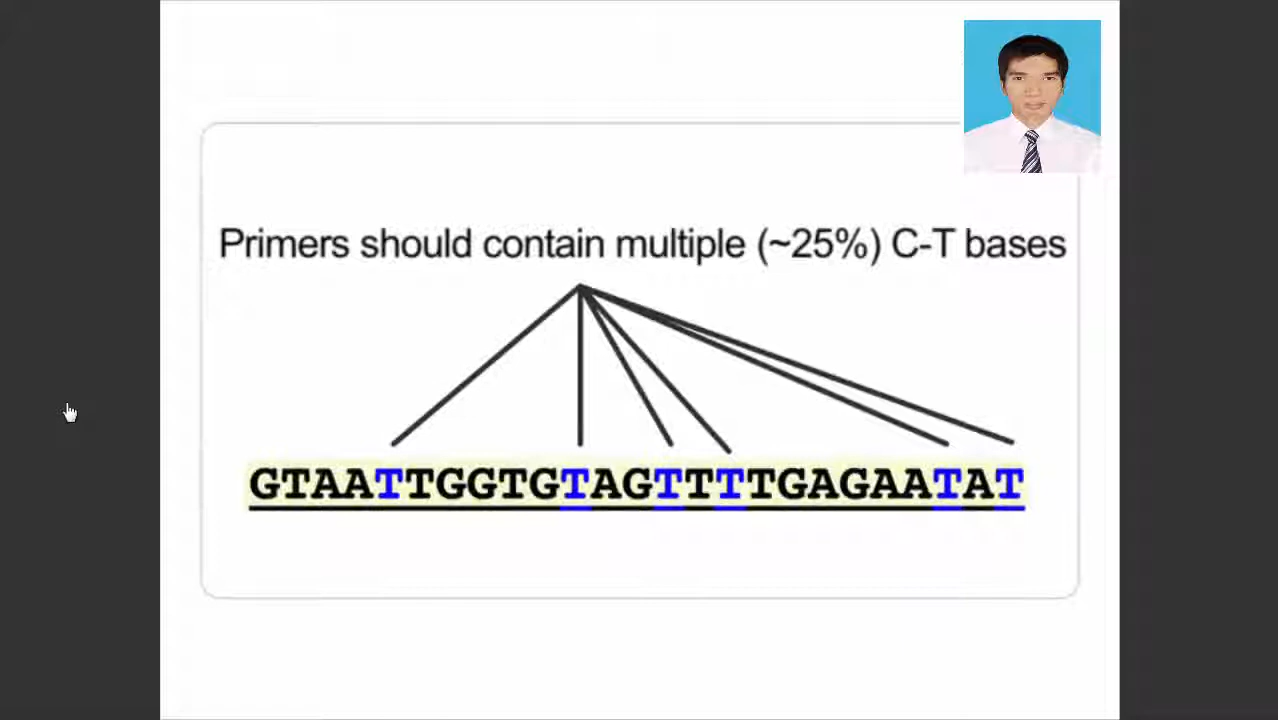 Primers should contain multiple (~25%) C-T bases
GTAATTGGTGTAGTTTTGAGAATAT